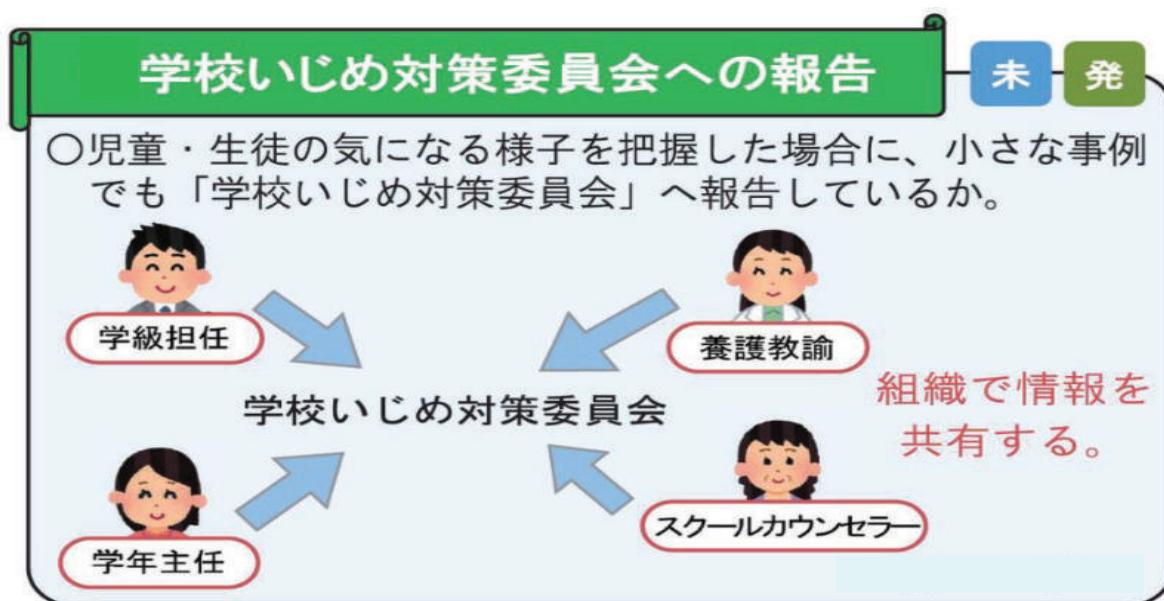 学校いじめ対策委員会への報告
未 発
○児童・生徒の気になる様子を把握した場合に、小さな事例
でも「学校いじめ対策委員会」へ報告しているか。
学級担任
養護教諭
学校いじめ対策委員会
組織で情報を
共有する。
学年主任
スクールカウンセラー